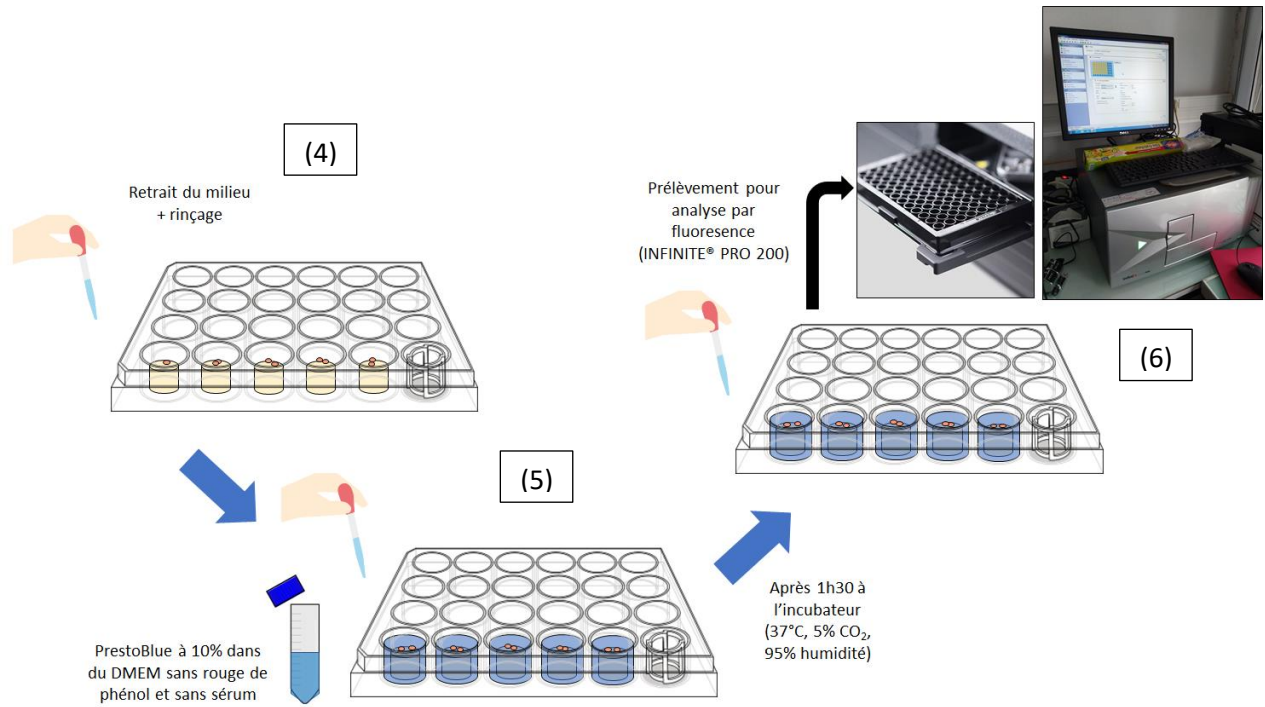 (4)
Retrait du milieu
+ rinçage
(5)
PrestoBlue à 10% dans
du DMEM sans rouge de
phénol et sans sérum
Après 1h30 à
l'incubateur
(37°C, 5% CO₂,
95% humidité)
(6)
Prélèvement pour
analyse par
fluoresence
(INFINITE® PRO 200)